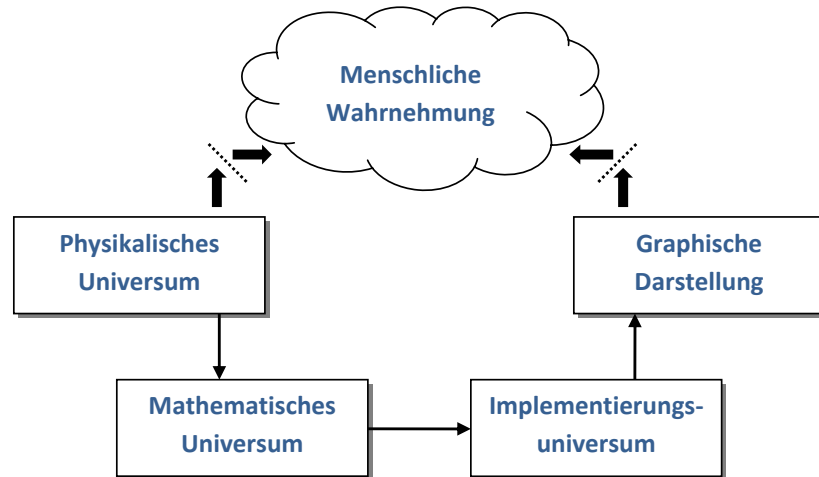 Menschliche
Wahrnehmung
Physikalisches
Universum
Graphische
Darstellung
Mathematisches
Universum
Implementierungs-
universum